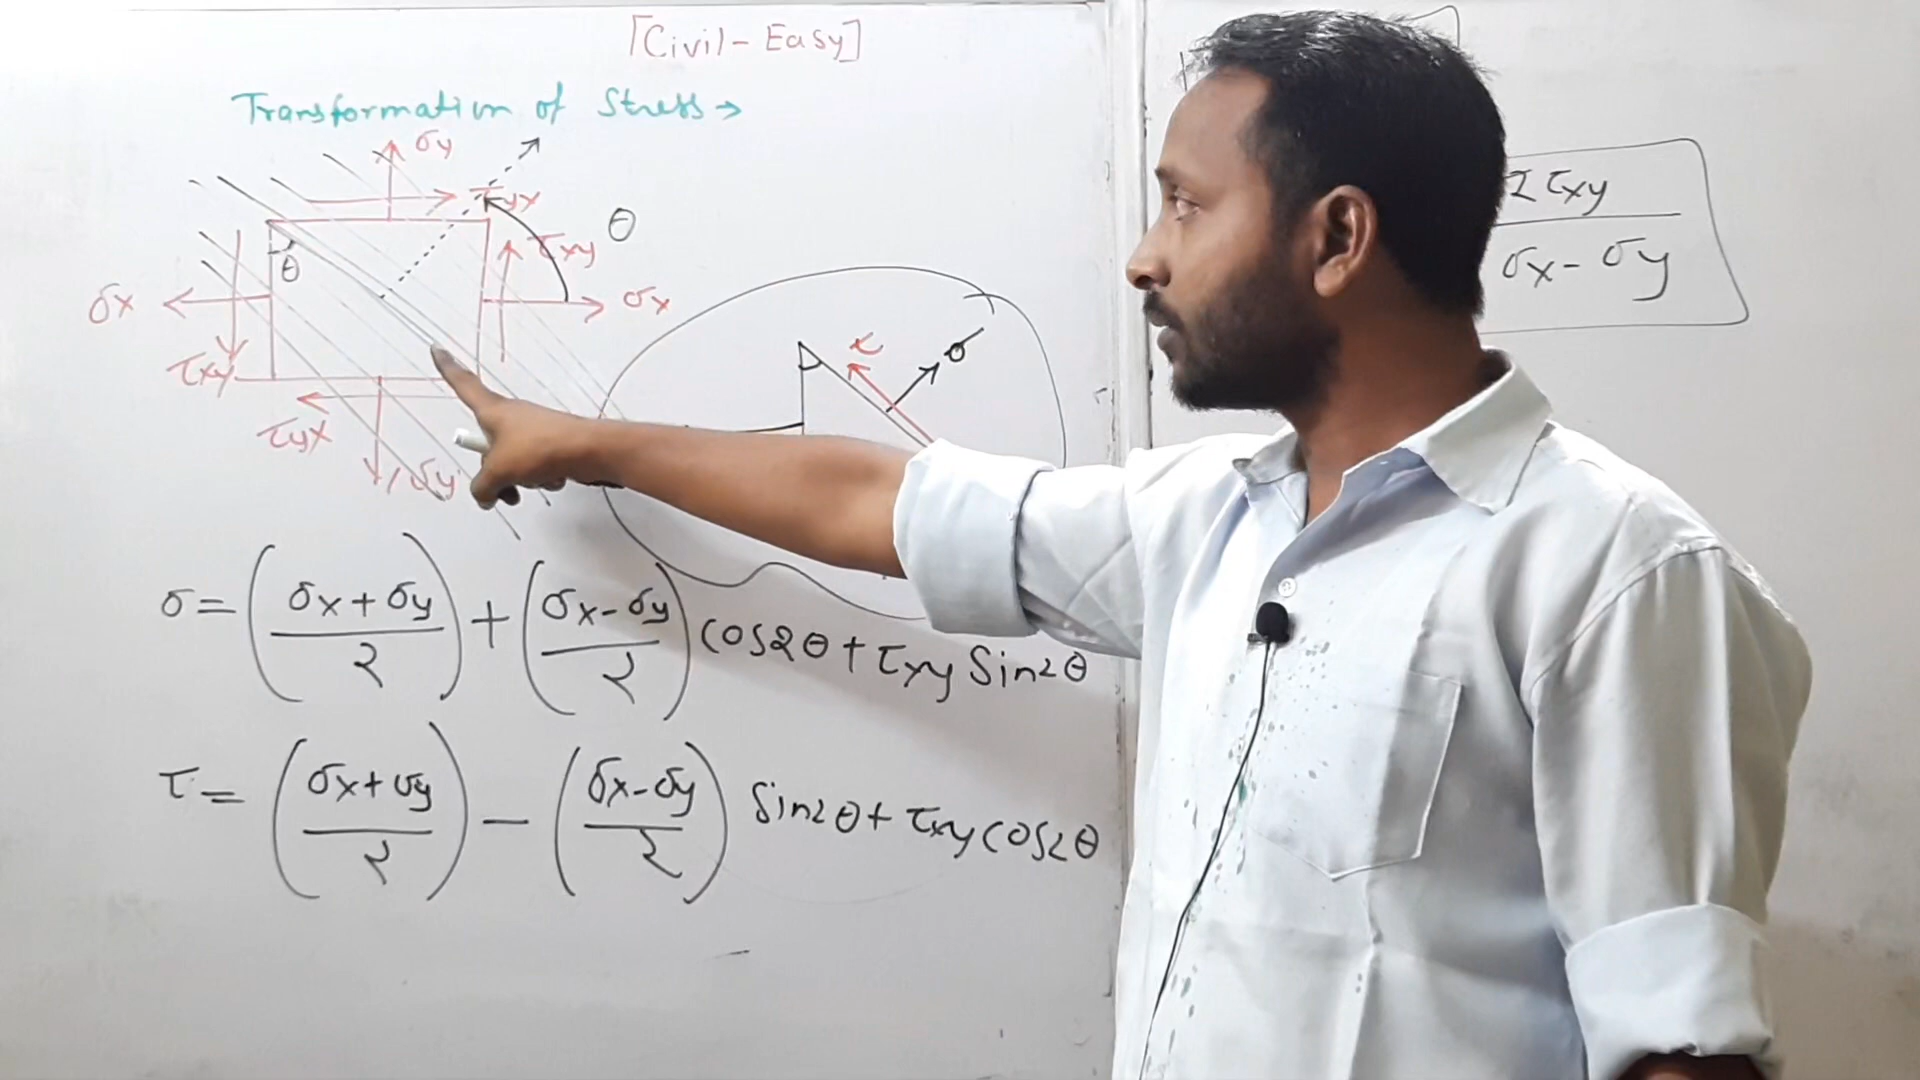 [Civil-Easy]
Transformation of Stress →
σy
τyx
θ
τxy
θ
σx
σx
τxy
τyx
σy
τ
σ
2τxy
σx - σy
σ = (σx + σy / 2) + (σx - σy / 2) cos2θ + τxy Sin2θ
τ = (σx + σy / 2) - (σx - σy / 2) Sin2θ + τxy cos2θ